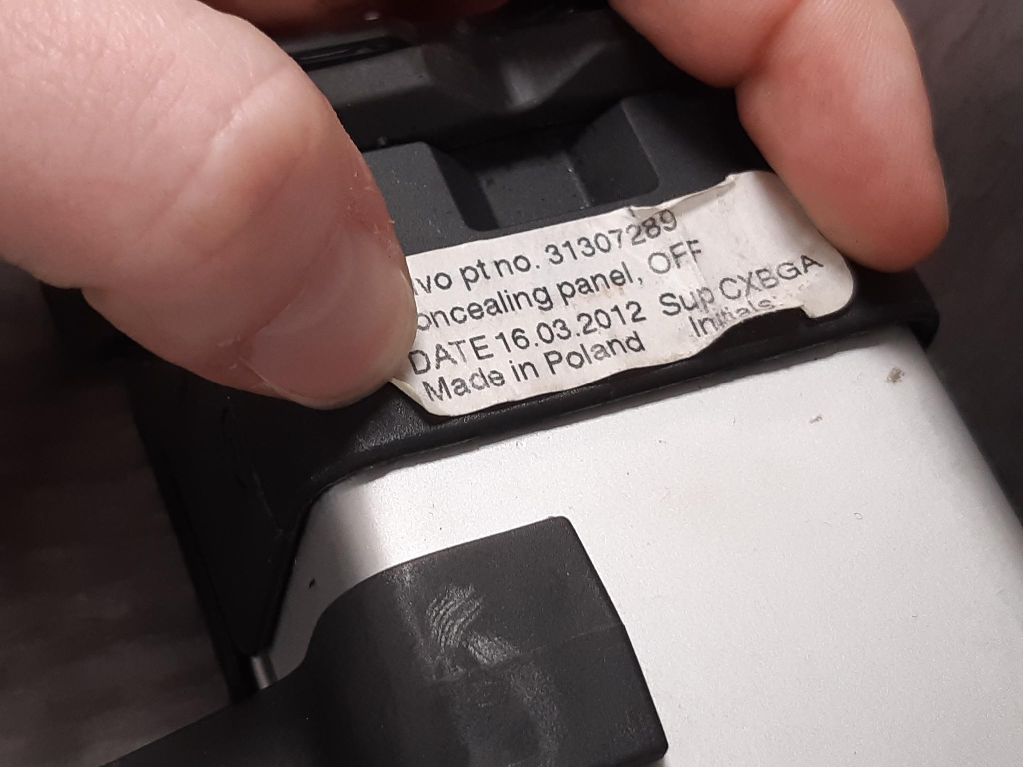 vo pt no. 31307289
oncealing panel, OFF
DATE 16.03.2012 Sup CXBGA
Made in Poland Initials: